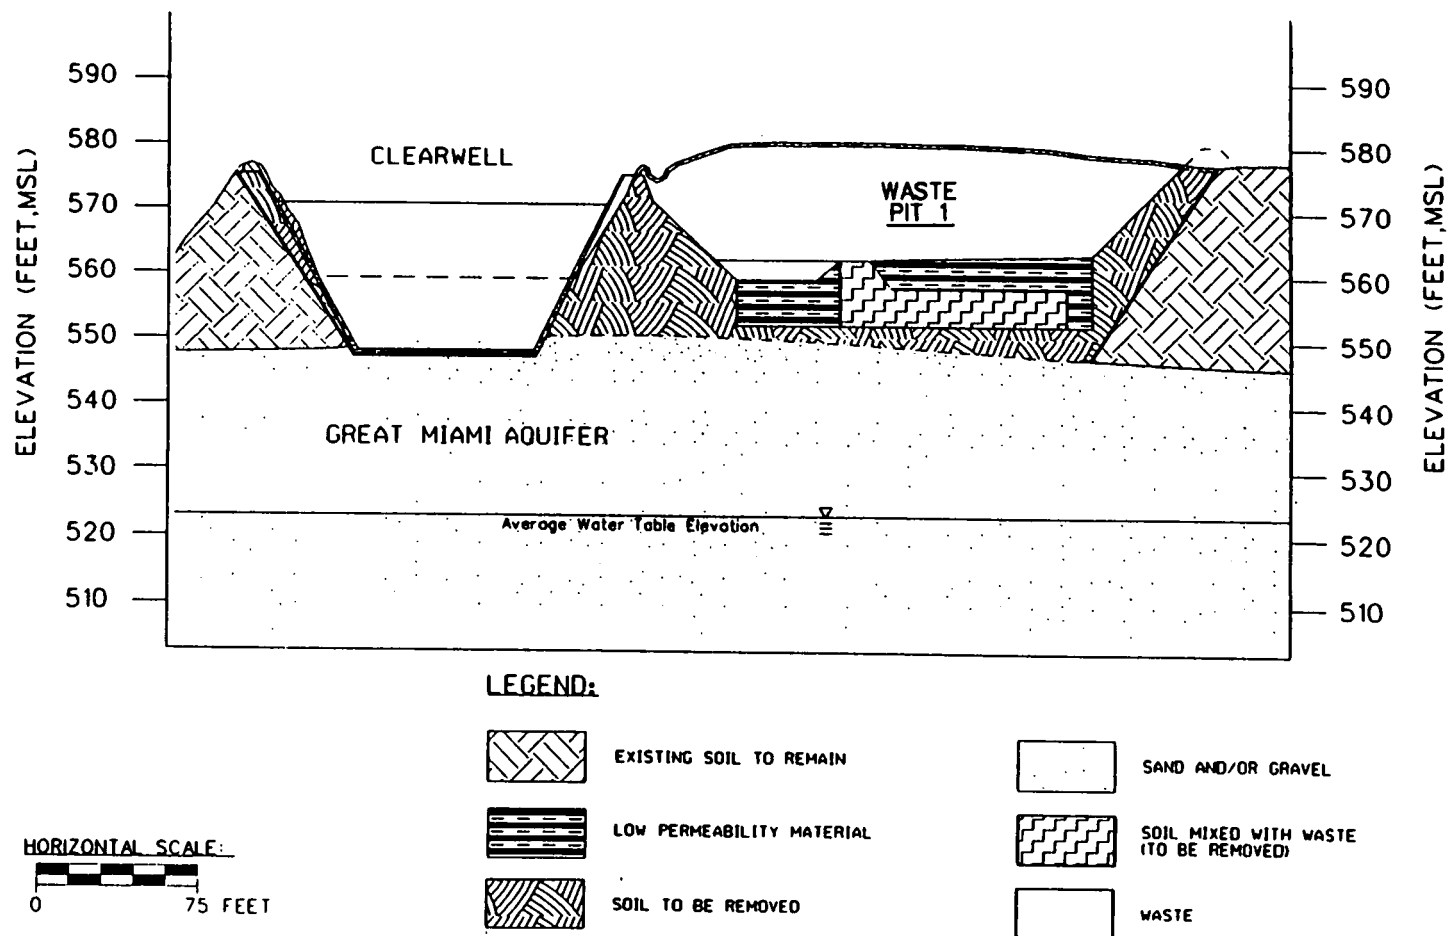 590
580
570
560
550
540
530
520
510
ELEVATION (FEET,MSL)
CLEARWELL
WASTE
PIT 1
GREAT MIAMI AQUIFER
Average Water Table Elevation
590
580
570
560
550
540
530
520
510
ELEVATION (FEET,MSL)
LEGEND:
EXISTING SOIL TO REMAIN
LOW PERMEABILITY MATERIAL
SOIL TO BE REMOVED
SAND AND/OR GRAVEL
SOIL MIXED WITH WASTE
(TO BE REMOVED)
WASTE
HORIZONTAL SCALE:
0 75 FEET